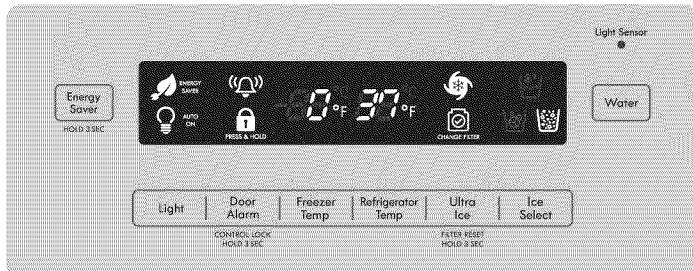 Light Sensor
ENERGY
SAVER
AUTO
ON
PRESS & HOLD
0°F 37°F
CHANGE FILTER
Energy
Saver
HOLD 3 SEC
Water
Light
Door
Alarm
Freezer
Temp
Refrigerator
Temp
Ultra
Ice
Ice
Select
CONTROL LOCK
HOLD 3 SEC
FILTER RESET
HOLD 3 SEC